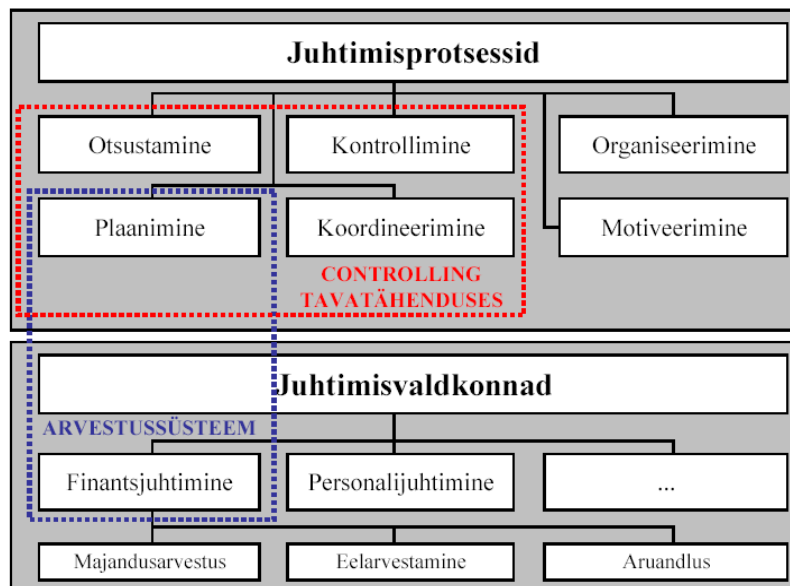 Juhtimisprotsessid
Otsustamine
Kontrollimine
Organiseerimine
Plaanimine
Koordineerimine
Motiveerimine
CONTROLLING
TAVATÄHENDUSES
Juhtimisvaldkonnad
ARVESTUSSÜSTEEM
Finantsjuhtimine
Personalijuhtimine
...
Majandusarvestus
Eelarvestamine
Aruandlus